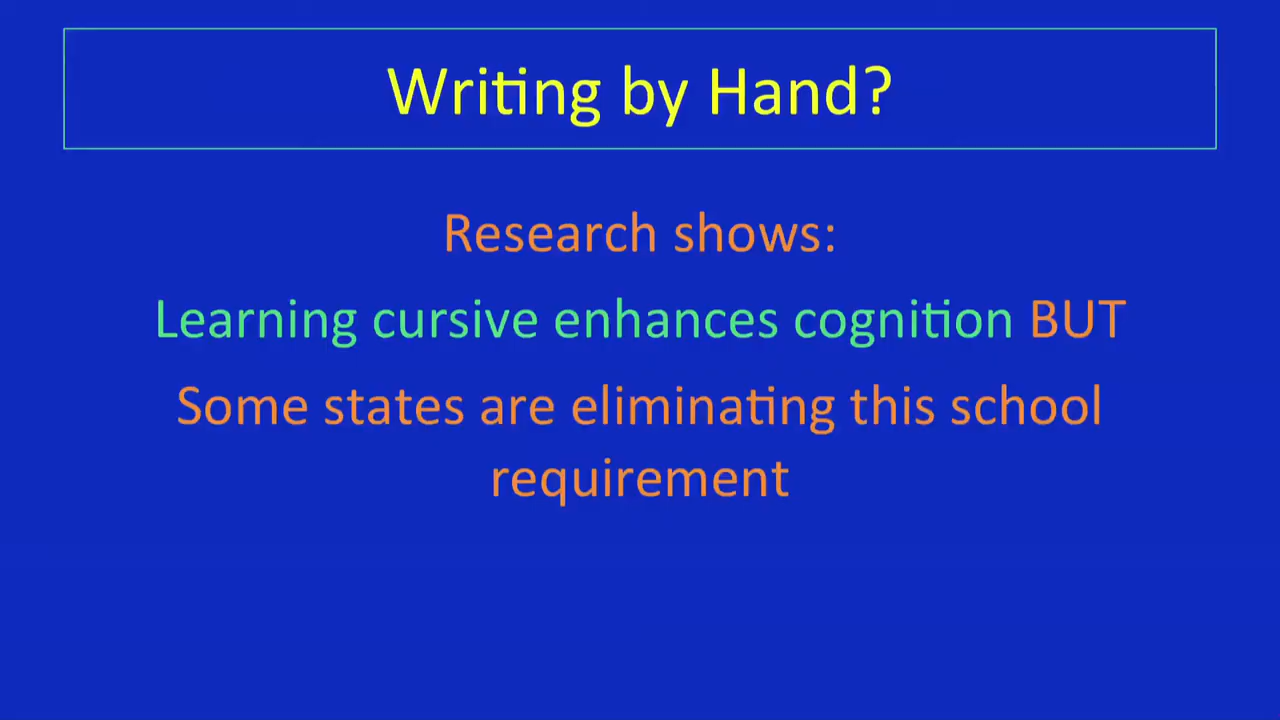 Writing by Hand?
Research shows:
Learning cursive enhances cognition BUT
Some states are eliminating this school
requirement